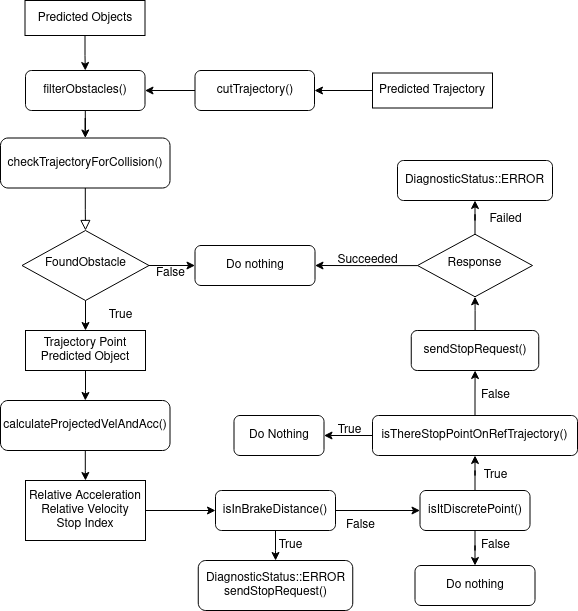 Predicted Objects
filterObstacles()
cutTrajectory()
Predicted Trajectory
checkTrajectoryForCollision()
DiagnosticStatus::ERROR
Failed
FoundObstacle
False
Do nothing
Succeeded
Response
True
Trajectory Point
Predicted Object
sendStopRequest()
False
calculateProjectedVelAndAcc()
Do Nothing
True
isThereStopPointOnRefTrajectory()
True
Relative Acceleration
Relative Velocity
Stop Index
isInBrakeDistance()
False
isItDiscretePoint()
True
False
DiagnosticStatus::ERROR
sendStopRequest()
Do nothing